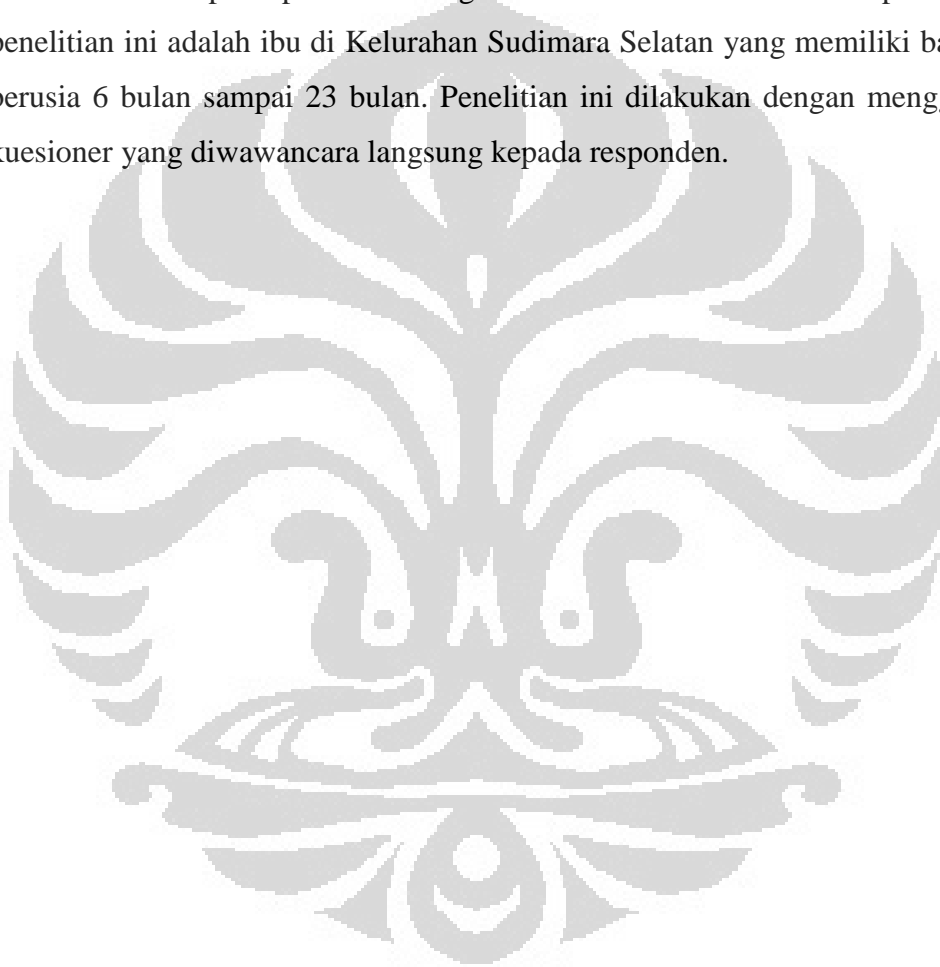 penelitian ini adalah ibu di Kelurahan Sudimara Selatan yang memiliki
berusia 6 bulan sampai 23 bulan. Penelitian ini dilakukan dengan
kuesioner yang diwawancara langsung kepada responden.